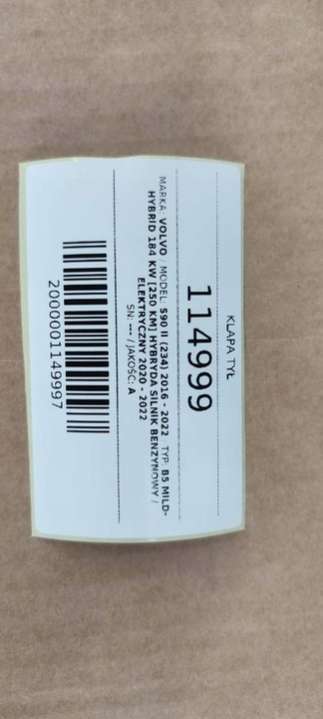 KLAPA TYŁ
114999
MARKA: VOLVO / MODEL: S90 II (234) 2016 - 2022 TYP: B5 MILD-
HYBRID 184 KW [250 KM] HYBRYDA SILNIK BENZYNOWY /
ELEKTRYCZNY 2020 - 2022
SN: --- / JAKOŚĆ: A
2000001149997